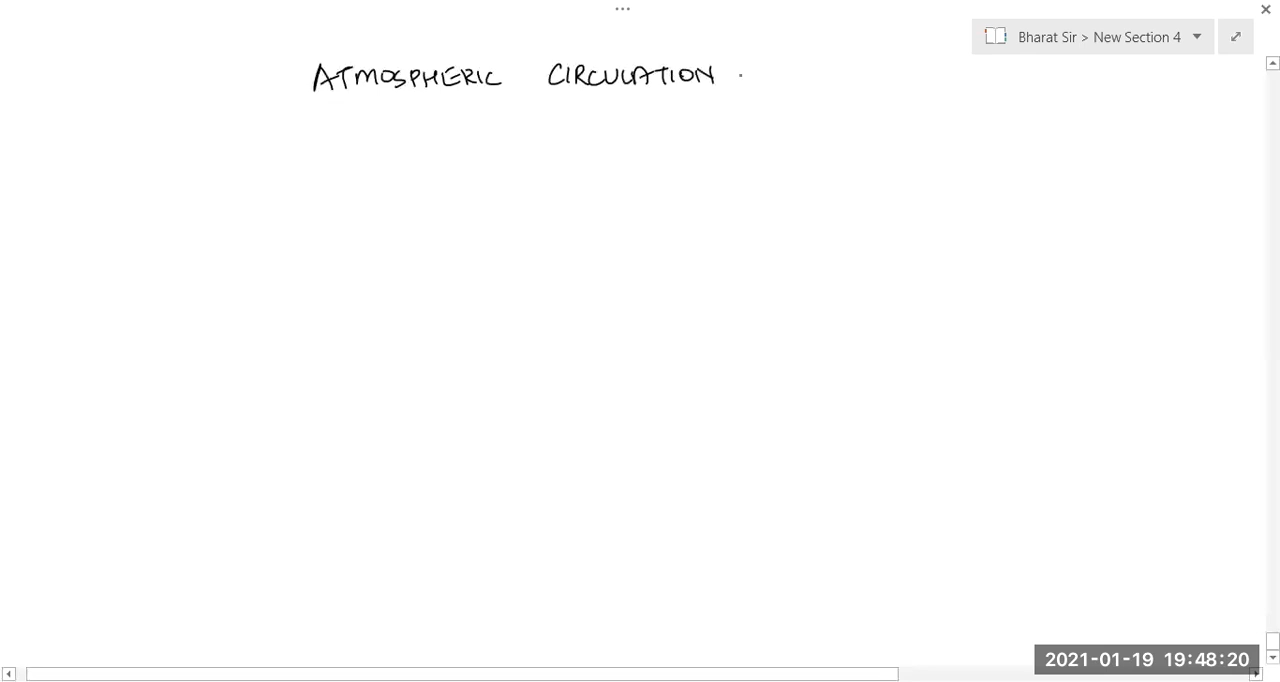 Bharat Sir > New Section 4
ATMOSPHERIC CIRCULATION
2021-01-19 19:48:20